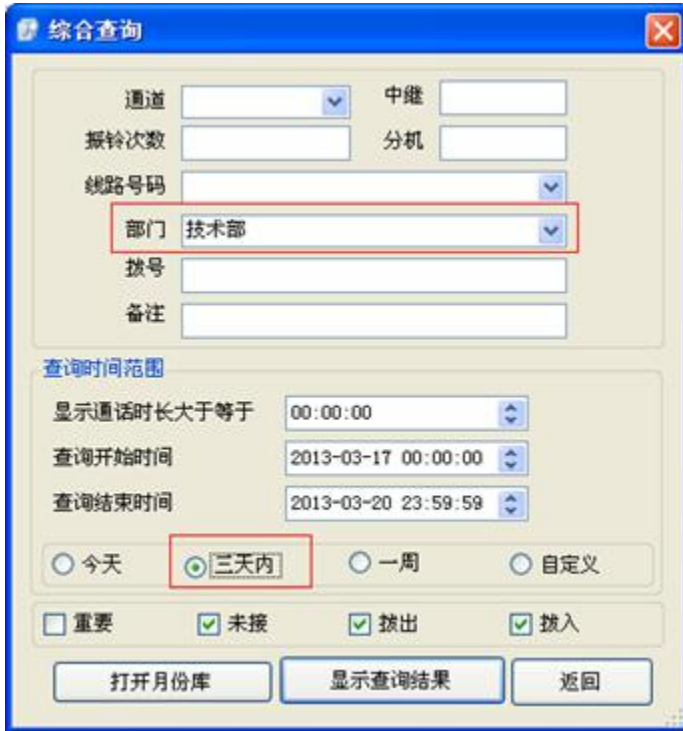 综合查询
通道 中继
振铃次数 分机
线路号码
部门 技术部
拨号
备注
查询时间范围
显示通话时长大于等于 00:00:00
查询开始时间 2013-03-17 00:00:00
查询结束时间 2013-03-20 23:59:59
今天 三天内 一周 自定义
重要 未接 拨出 拨入
打开月份库 显示查询结果 返回